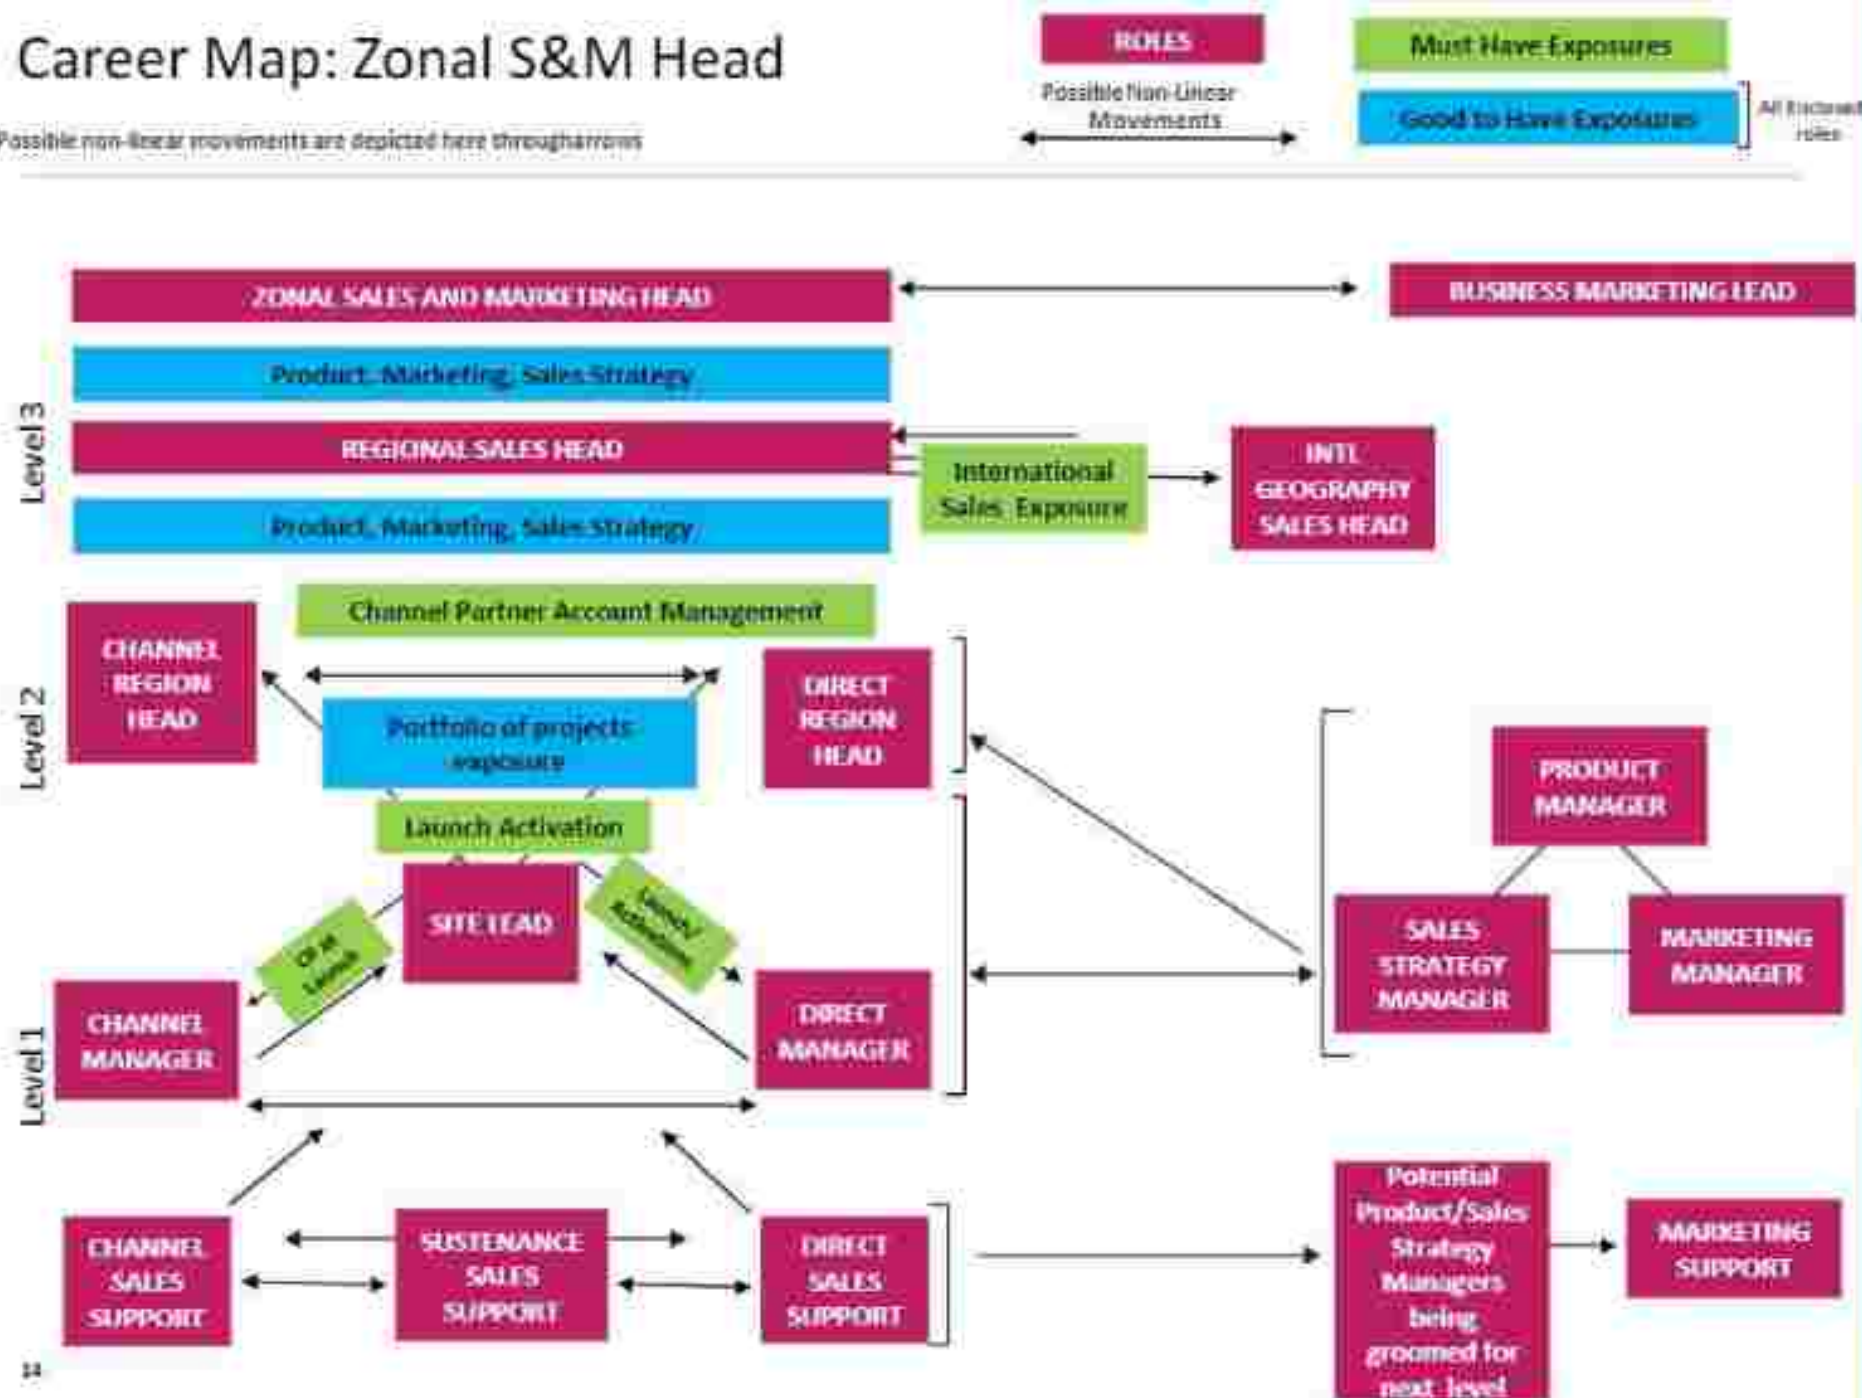 Career Map: Zonal S&M Head
Possible non-linear movements are depicted here througharrows
ROLES
Possible Non-Linear
Movements
Must Have Exposures
Good to Have Exposures
All Enclosed
roles
Level 3
ZONAL SALES AND MARKETING HEAD
BUSINESS MARKETING LEAD
Product, Marketing, Sales Strategy
REGIONAL SALES HEAD
International
Sales Exposure
INTL
GEOGRAPHY
SALES HEAD
Product, Marketing, Sales Strategy
Level 2
Channel Partner Account Management
CHANNEL
REGION
HEAD
DIRECT
REGION
HEAD
Portfolio of projects
exposure
Launch Activation
PRODUCT
MANAGER
SALES
STRATEGY
MANAGER
MARKETING
MANAGER
Level 1
SITE LEAD
Launch
Launch/
Activation
CHANNEL
MANAGER
DIRECT
MANAGER
CHANNEL
SALES
SUPPORT
SUSTENANCE
SALES
SUPPORT
DIRECT
SALES
SUPPORT
Potential
Product/Sales
Strategy
Managers
being
groomed for
next level
MARKETING
SUPPORT